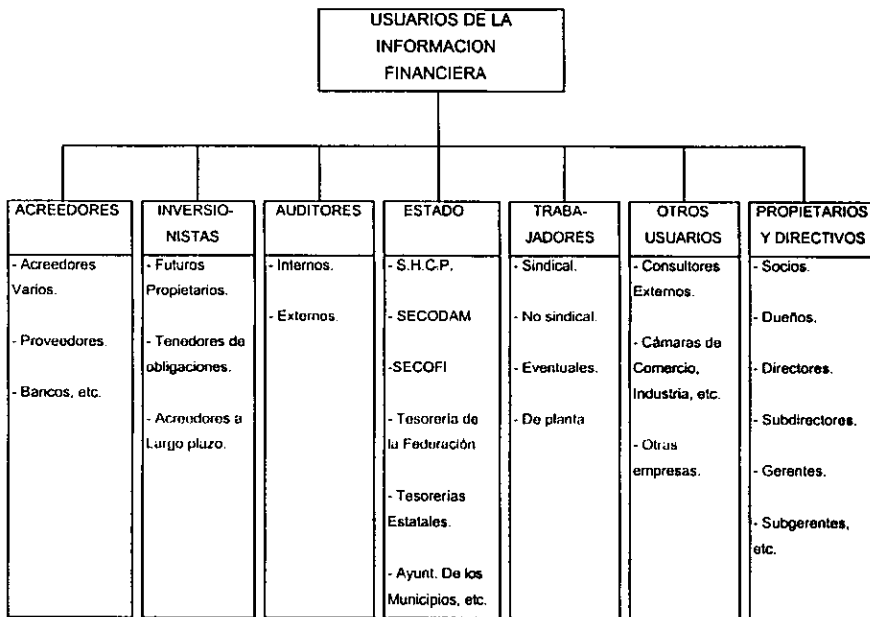 USUARIOS DE LA
INFORMACION
FINANCIERA
ACREEDORES
- Acreedores
Varios.
- Proveedores.
- Bancos, etc.
INVERSIO-
NISTAS
- Futuros
Propietarios.
- Tenedores de
obligaciones.
- Acreedores a
Largo plazo.
AUDITORES
- Internos.
- Externos.
ESTADO
- S.H.C.P.
- SECODAM
-SECOFI
- Tesorería de
la Federación
- Tesorerías
Estatales.
- Ayunt. De los
Municipios, etc.
TRABA-
JADORES
- Sindical.
- No sindical.
- Eventuales.
- De planta
OTROS
USUARIOS
- Consultores
Externos.
- Cámaras de
Comercio,
Industria, etc.
- Otras
empresas.
PROPIETARIOS
Y DIRECTIVOS
- Socios.
- Dueños.
- Directores.
- Subdirectores.
- Gerentes.
- Subgerentes,
etc.